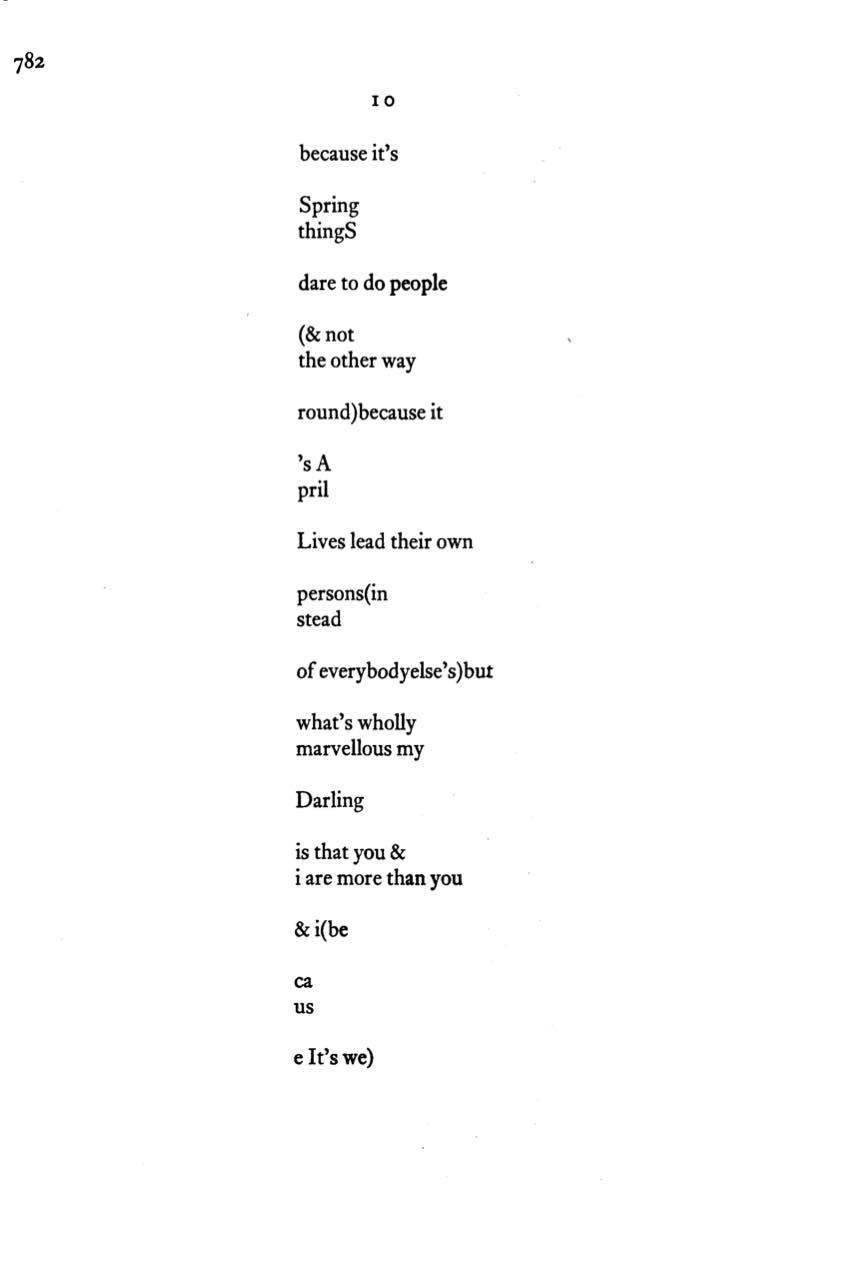 782
10
because it's
Spring
thingS
dare to do people
(& not
the other way
round)because it
's A
pril
Lives lead their own
persons(in
stead
of everybodyelse's)but
what's wholly
marvellous my
Darling
is that you &
i are more than you
& i(be
ca
us
e It's we)